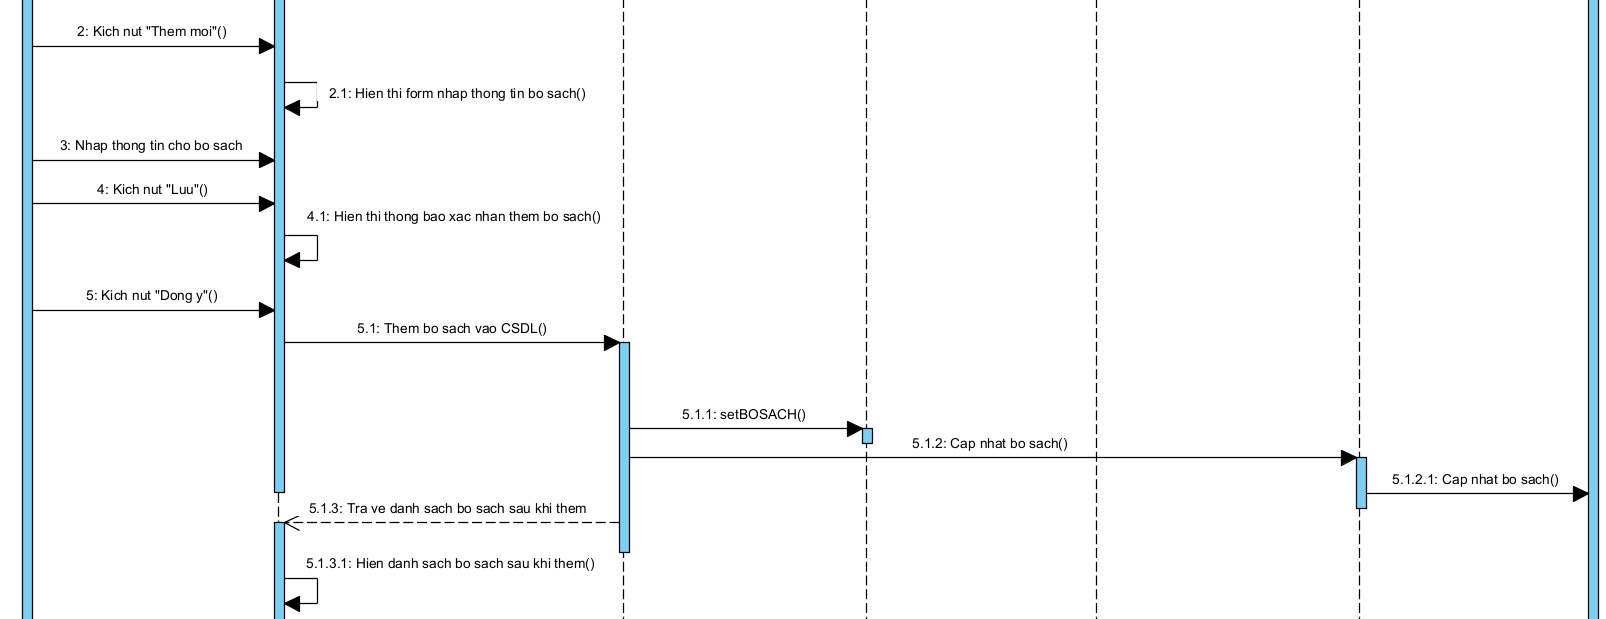 2: Kich nut "Them moi"()
2.1: Hien thi form nhap thong tin bo sach()
3: Nhap thong tin cho bo sach
4: Kich nut "Luu"()
4.1: Hien thi thong bao xac nhan them bo sach()
5: Kich nut "Dong y"()
5.1: Them bo sach vao CSDL()
5.1.1: setBOSACH()
5.1.2: Cap nhat bo sach()
5.1.2.1: Cap nhat bo sach()
5.1.3: Tra ve danh sach bo sach sau khi them
5.1.3.1: Hien danh sach bo sach sau khi them()